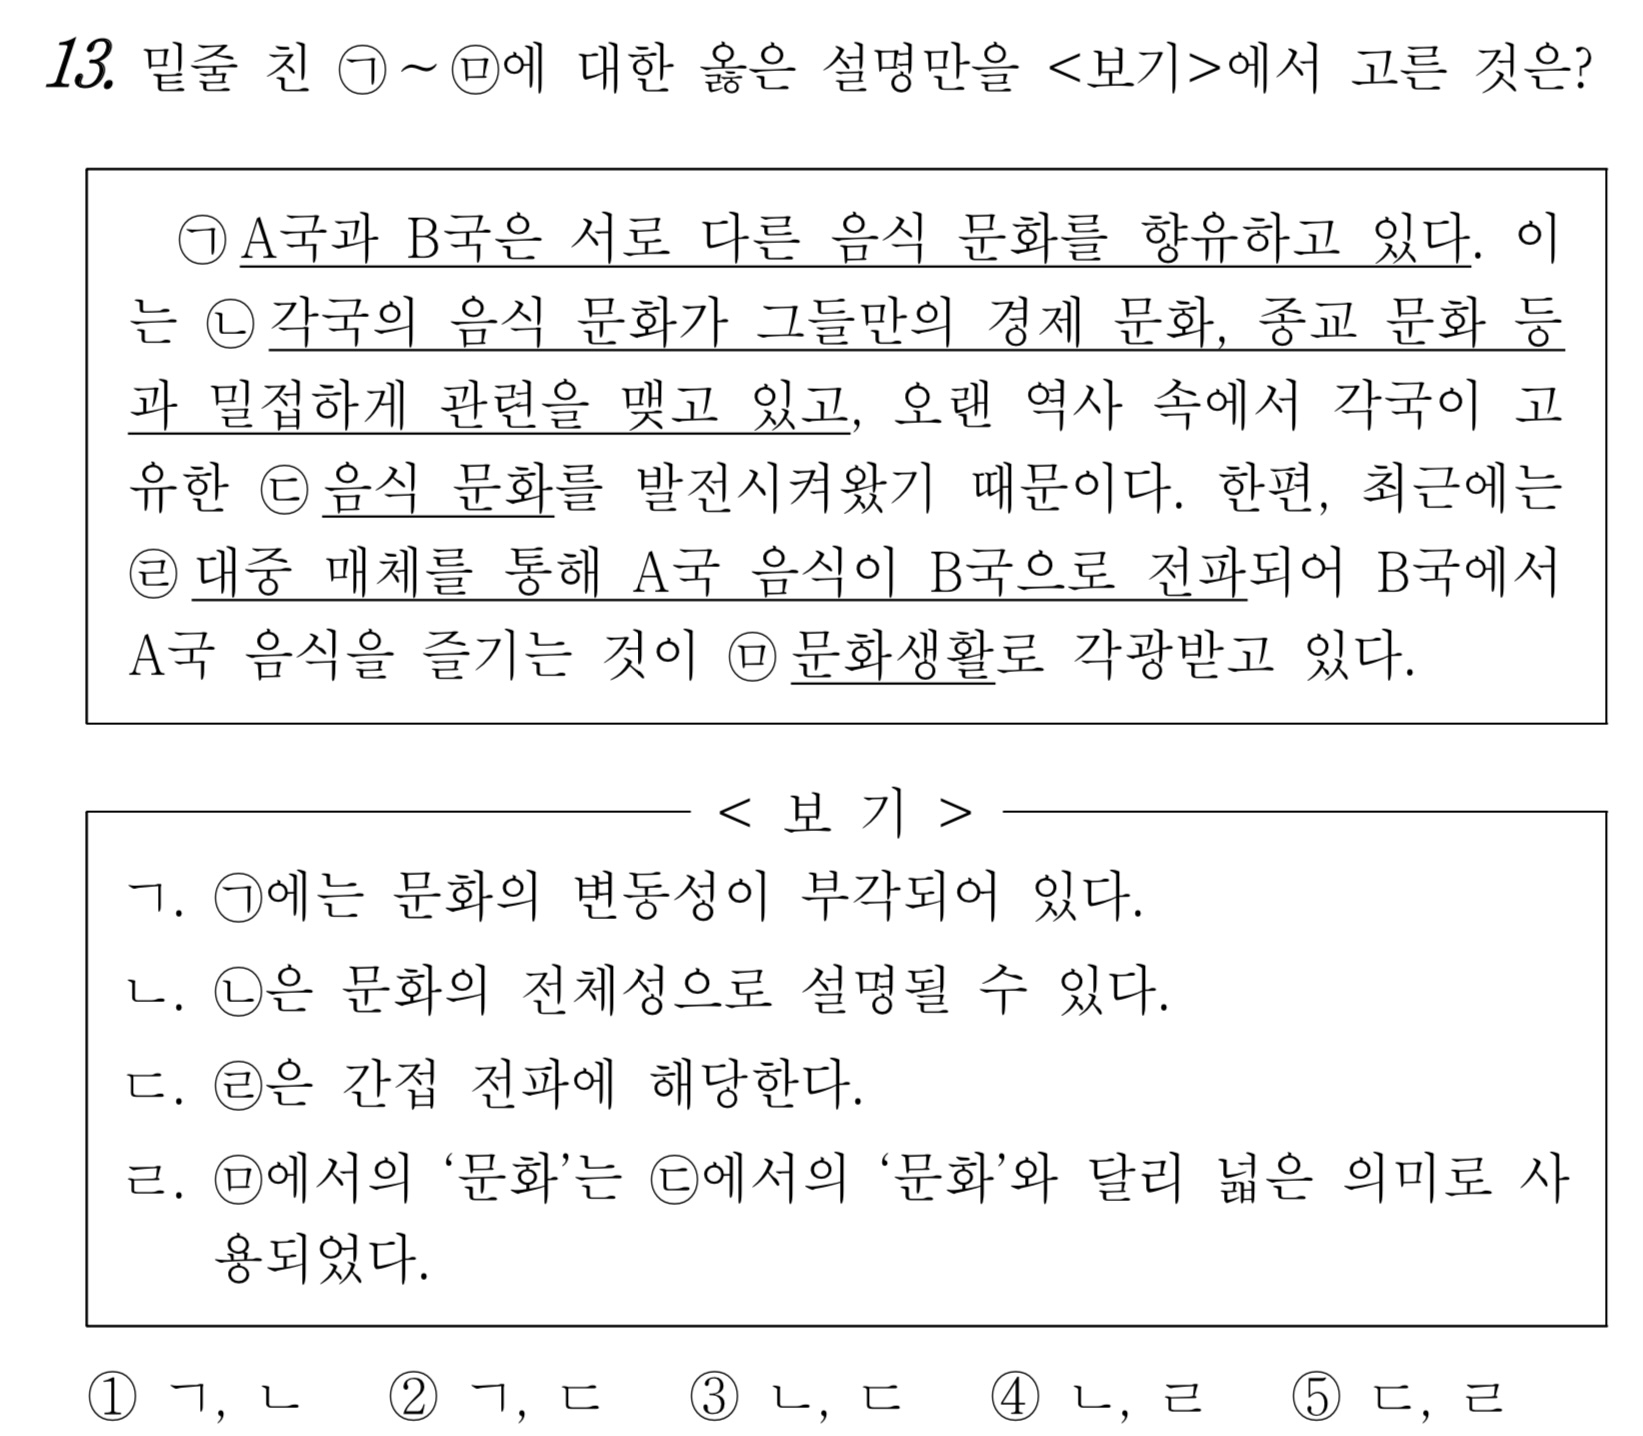 13. 밑줄 친 ㉠~㉤에 대한 옳은 설명만을 <보기>에서 고른 것은?
㉠A국과 B국은 서로 다른 음식 문화를 향유하고 있다. 이
는 ㉡각국의 음식 문화가 그들만의 경제 문화, 종교 문화 등
과 밀접하게 관련을 맺고 있고, 오랜 역사 속에서 각국이 고
유한 ㉢음식 문화를 발전시켜왔기 때문이다. 한편, 최근에는
㉣대중 매체를 통해 A국 음식이 B국으로 전파되어 B국에서
A국 음식을 즐기는 것이 ㉤문화생활로 각광받고 있다.
< 보 기 >
ㄱ. ㉠에는 문화의 변동성이 부각되어 있다.
ㄴ. ㉡은 문화의 전체성으로 설명될 수 있다.
ㄷ. ㉣은 간접 전파에 해당한다.
ㄹ. ㉤에서의 ‘문화’는 ㉢에서의 ‘문화’와 달리 넓은 의미로 사
용되었다.
① ㄱ, ㄴ ② ㄱ, ㄷ ③ ㄴ, ㄷ ④ ㄴ, ㄹ ⑤ ㄷ, ㄹ